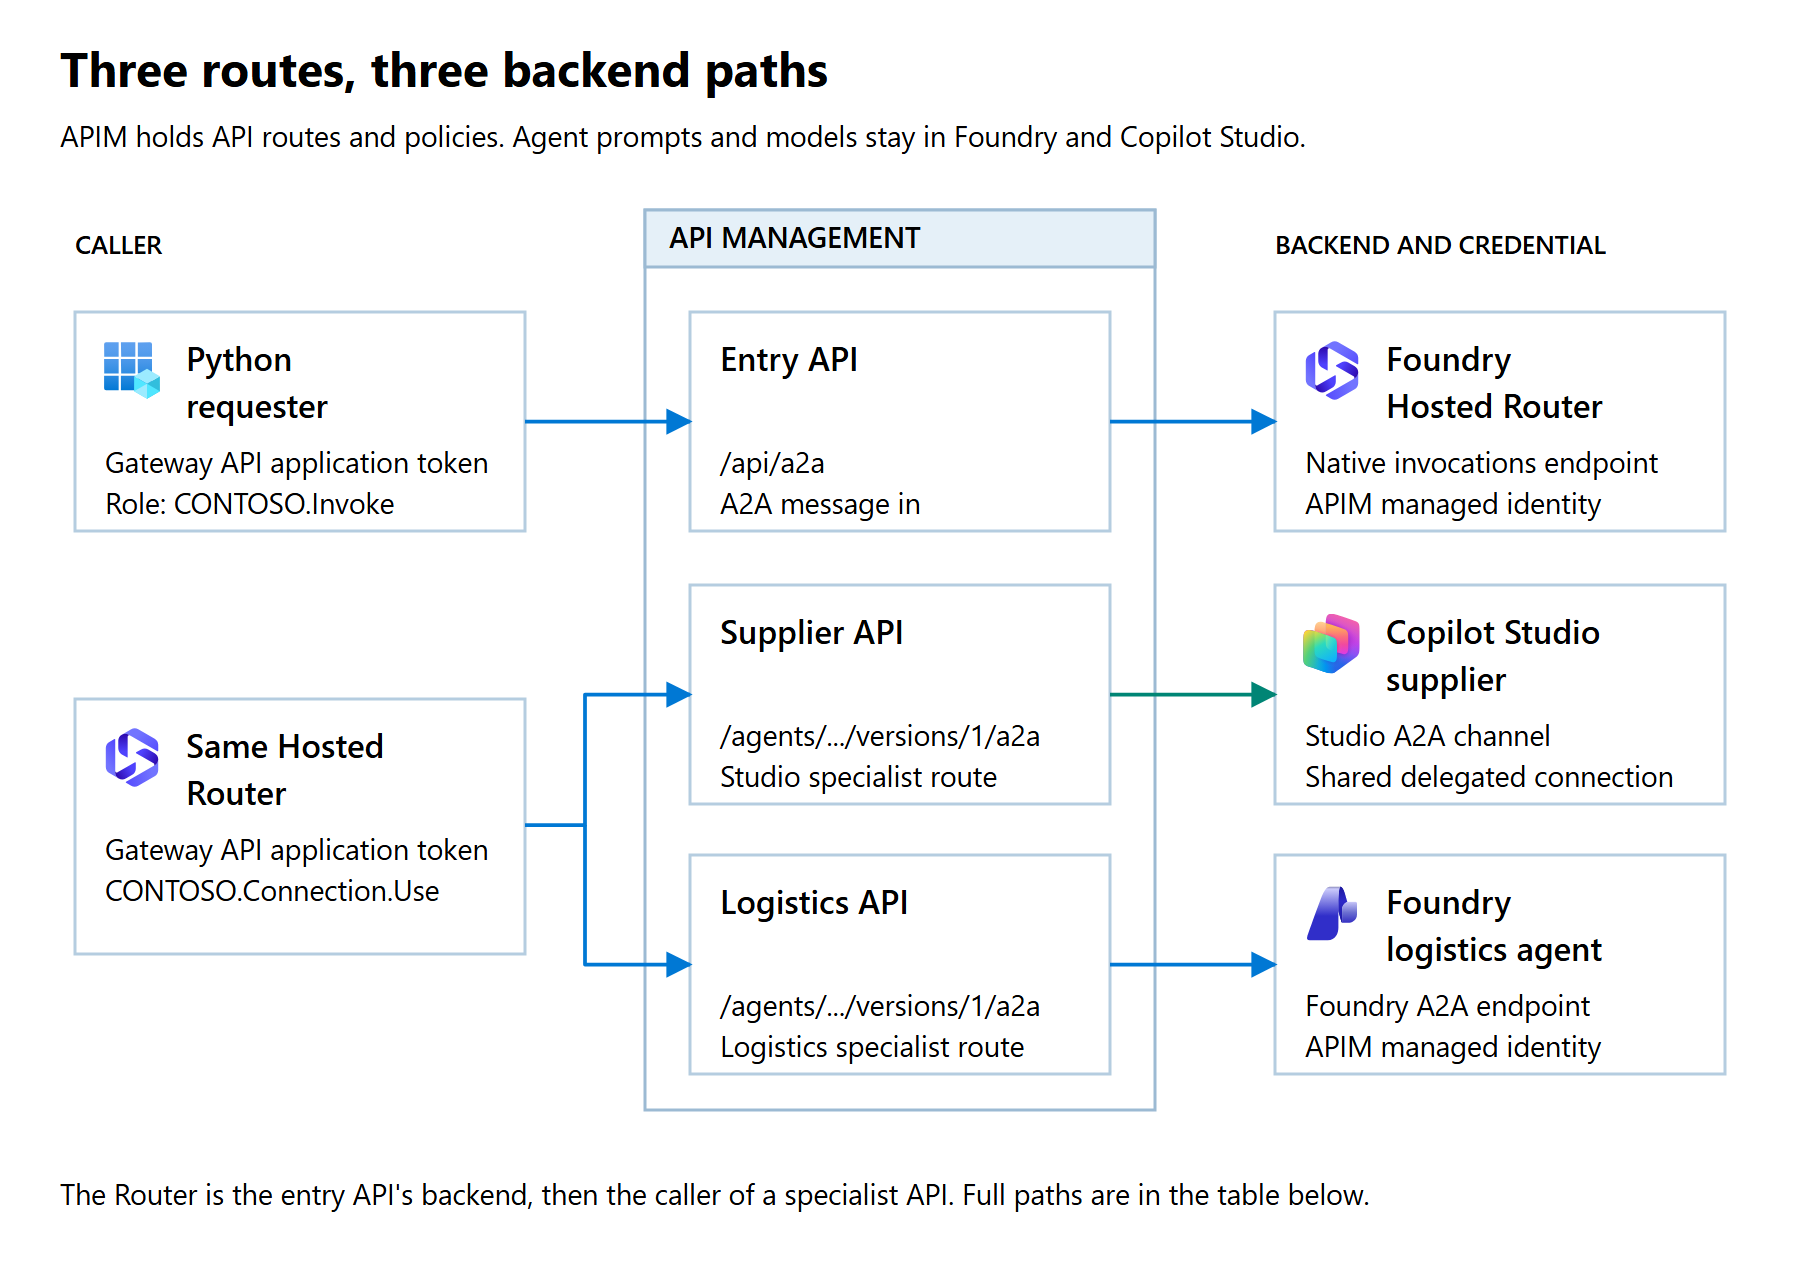 Three routes, three backend paths
APIM holds API routes and policies. Agent prompts and models stay in Foundry and Copilot Studio.
CALLER
API MANAGEMENT
BACKEND AND CREDENTIAL
Python
requester
Gateway API application token
Role: CONTOSO.Invoke
Entry API
/api/a2a
A2A message in
Foundry
Hosted Router
Native invocations endpoint
APIM managed identity
Same Hosted
Router
Gateway API application token
CONTOSO.Connection.Use
Supplier API
/agents/.../versions/1/a2a
Studio specialist route
Copilot Studio
supplier
Studio A2A channel
Shared delegated connection
Logistics API
/agents/.../versions/1/a2a
Logistics specialist route
Foundry
logistics agent
Foundry A2A endpoint
APIM managed identity
The Router is the entry API's backend, then the caller of a specialist API. Full paths are in the table below.